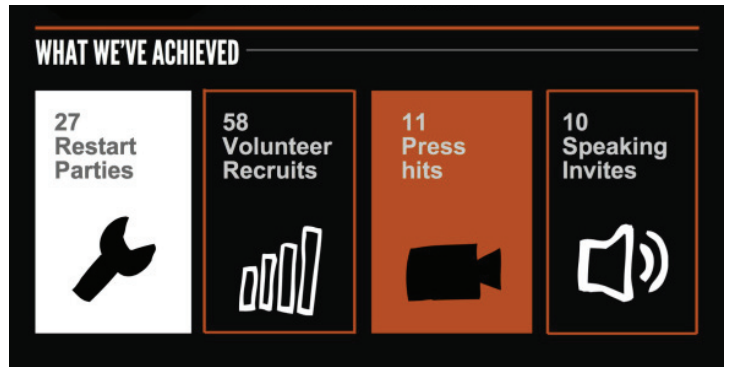 WHAT WE'VE ACHIEVED
27
Restart
Parties
58
Volunteer
Recruits
11
Press
hits
10
Speaking
Invites